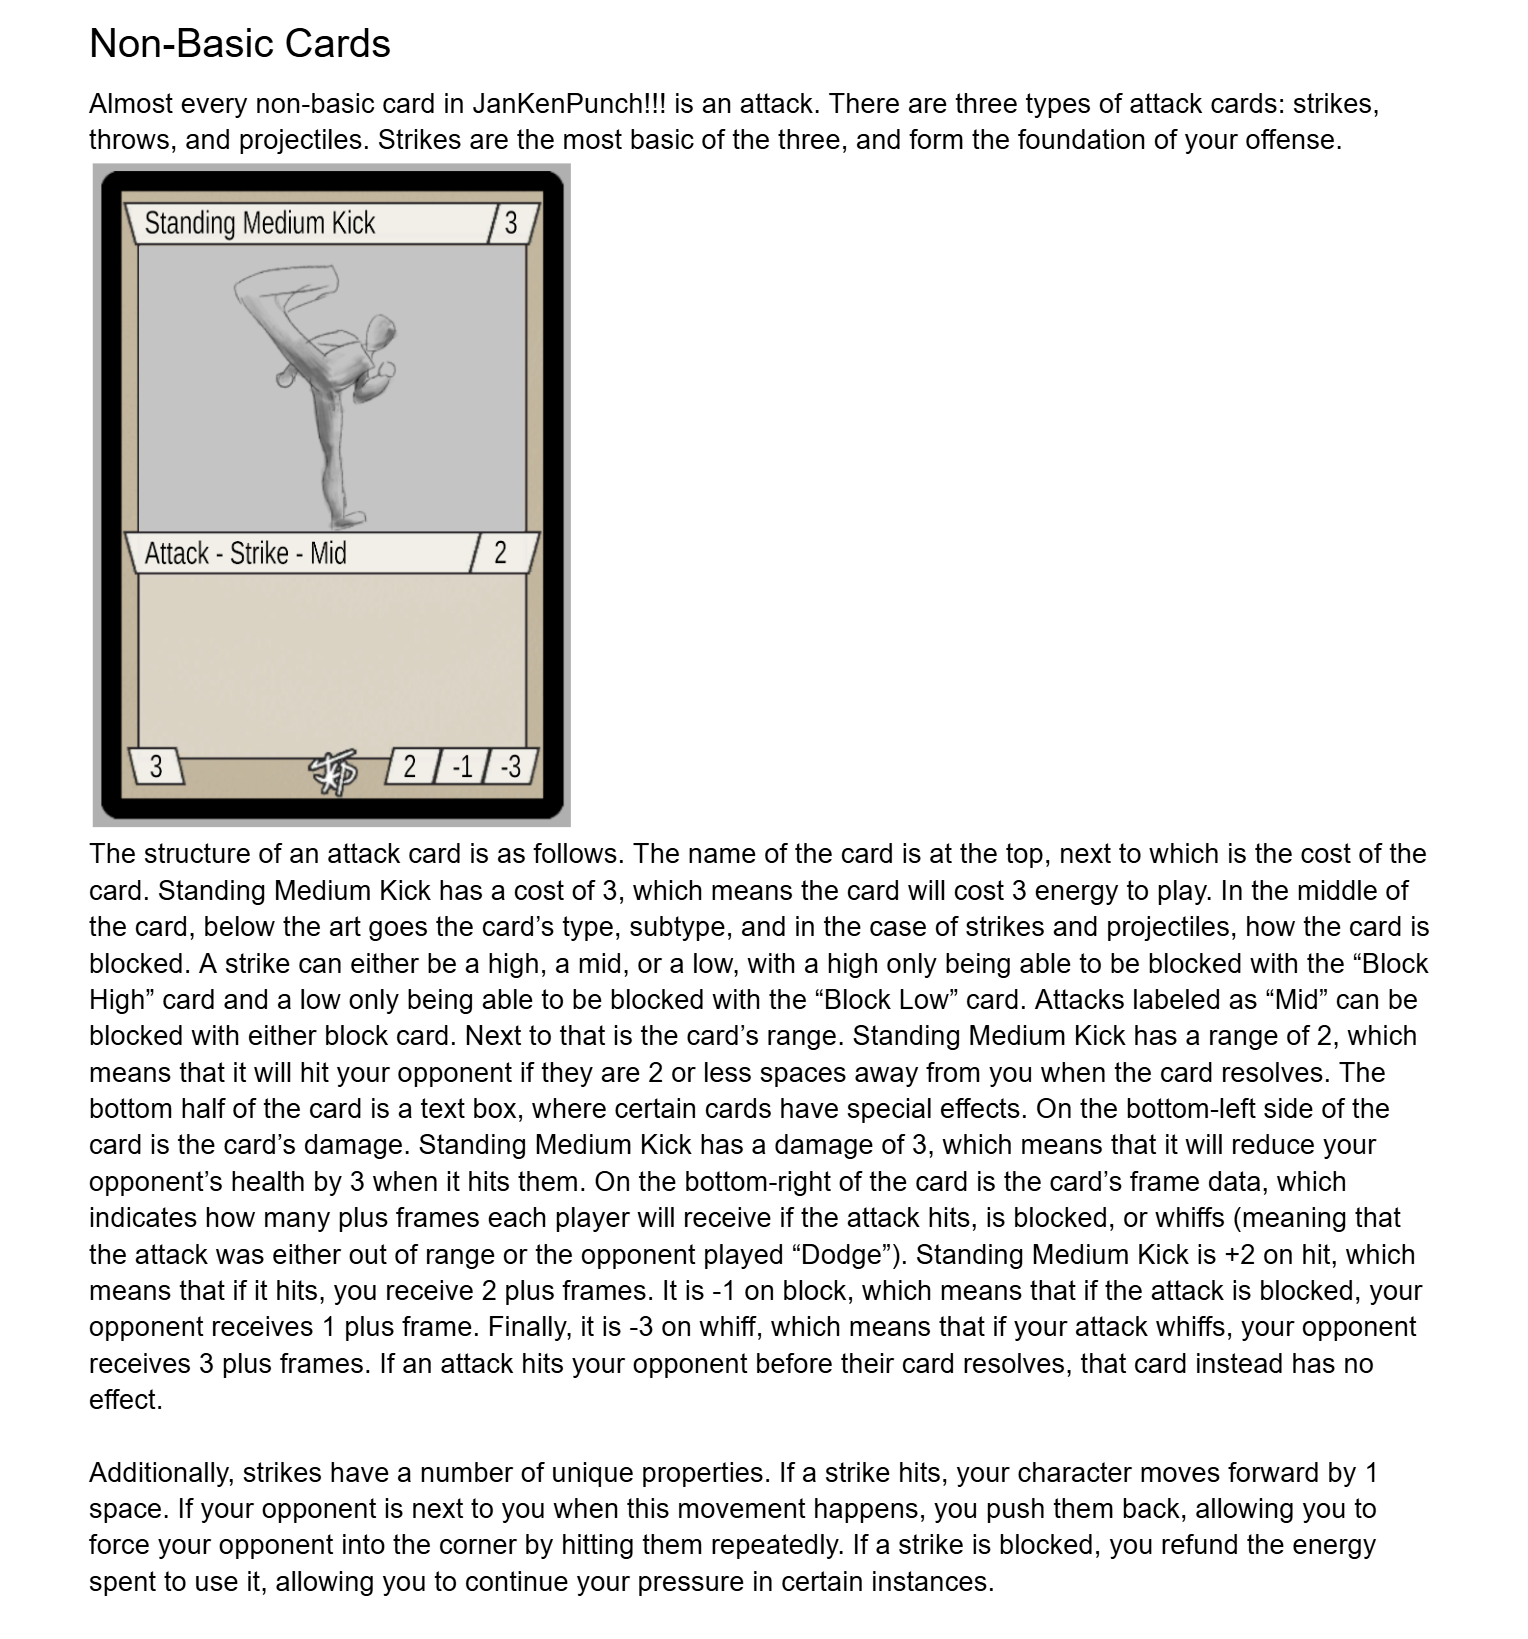 Non-Basic Cards
Almost every non-basic card in JanKenPunch!!! is an attack. There are three types of attack cards: strikes,
throws, and projectiles. Strikes are the most basic of the three, and form the foundation of your offense.
Standing Medium Kick 3
Attack - Strike - Mid 2
3 JKP 2 -1 -3
The structure of an attack card is as follows. The name of the card is at the top, next to which is the cost of the
card. Standing Medium Kick has a cost of 3, which means the card will cost 3 energy to play. In the middle of
the card, below the art goes the card’s type, subtype, and in the case of strikes and projectiles, how the card is
blocked. A strike can either be a high, a mid, or a low, with a high only being able to be blocked with the “Block
High” card and a low only being able to be blocked with the “Block Low” card. Attacks labeled as “Mid” can be
blocked with either block card. Next to that is the card’s range. Standing Medium Kick has a range of 2, which
means that it will hit your opponent if they are 2 or less spaces away from you when the card resolves. The
bottom half of the card is a text box, where certain cards have special effects. On the bottom-left side of the
card is the card’s damage. Standing Medium Kick has a damage of 3, which means that it will reduce your
opponent’s health by 3 when it hits them. On the bottom-right of the card is the card’s frame data, which
indicates how many plus frames each player will receive if the attack hits, is blocked, or whiffs (meaning that
the attack was either out of range or the opponent played “Dodge”). Standing Medium Kick is +2 on hit, which
means that if it hits, you receive 2 plus frames. It is -1 on block, which means that if the attack is blocked, your
opponent receives 1 plus frame. Finally, it is -3 on whiff, which means that if your attack whiffs, your opponent
receives 3 plus frames. If an attack hits your opponent before their card resolves, that card instead has no
effect.
Additionally, strikes have a number of unique properties. If a strike hits, your character moves forward by 1
space. If your opponent is next to you when this movement happens, you push them back, allowing you to
force your opponent into the corner by hitting them repeatedly. If a strike is blocked, you refund the energy
spent to use it, allowing you to continue your pressure in certain instances.